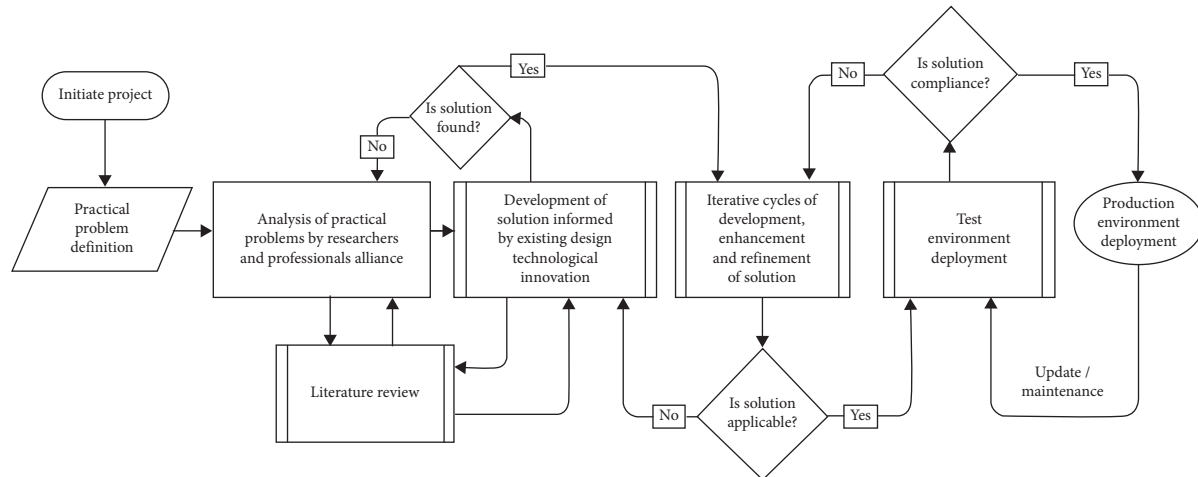 Initiate project
Practical
problem
definition
Analysis of practical
problems by researchers
and professionals alliance
Literature review
Is solution
found?
Yes
No
Development of
solution informed
by existing design
technological
innovation
Iterative cycles of
development,
enhancement
and refinement
of solution
Is solution
applicable?
No
Yes
Test
environment
deployment
Is solution
compliance?
No
Yes
Production
environment
deployment
Update /
maintenance